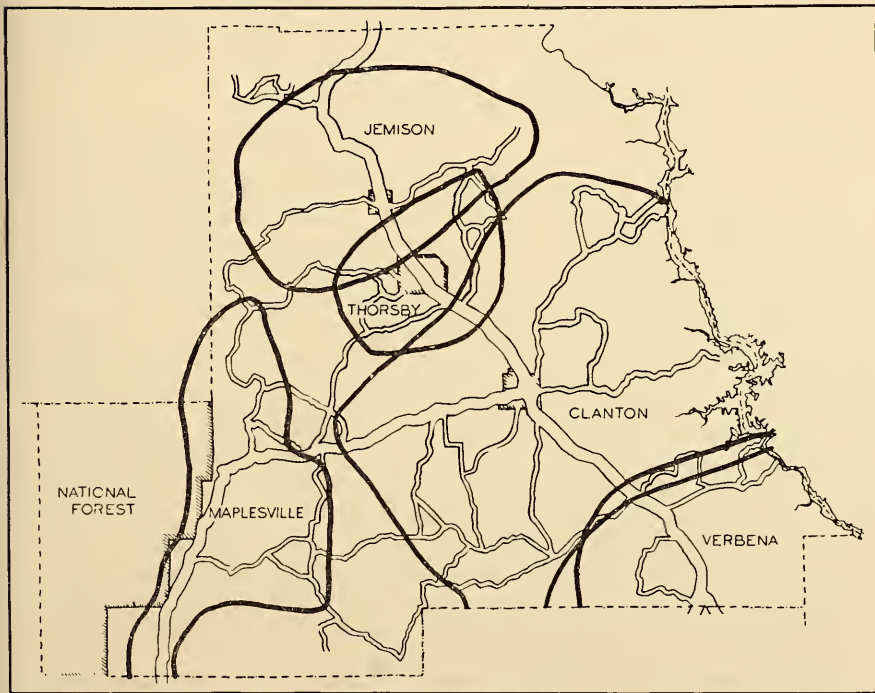 JEMISON
THORSBY
CLANTON
NATIONAL
FOREST
MAPLESVILLE
VERBENA